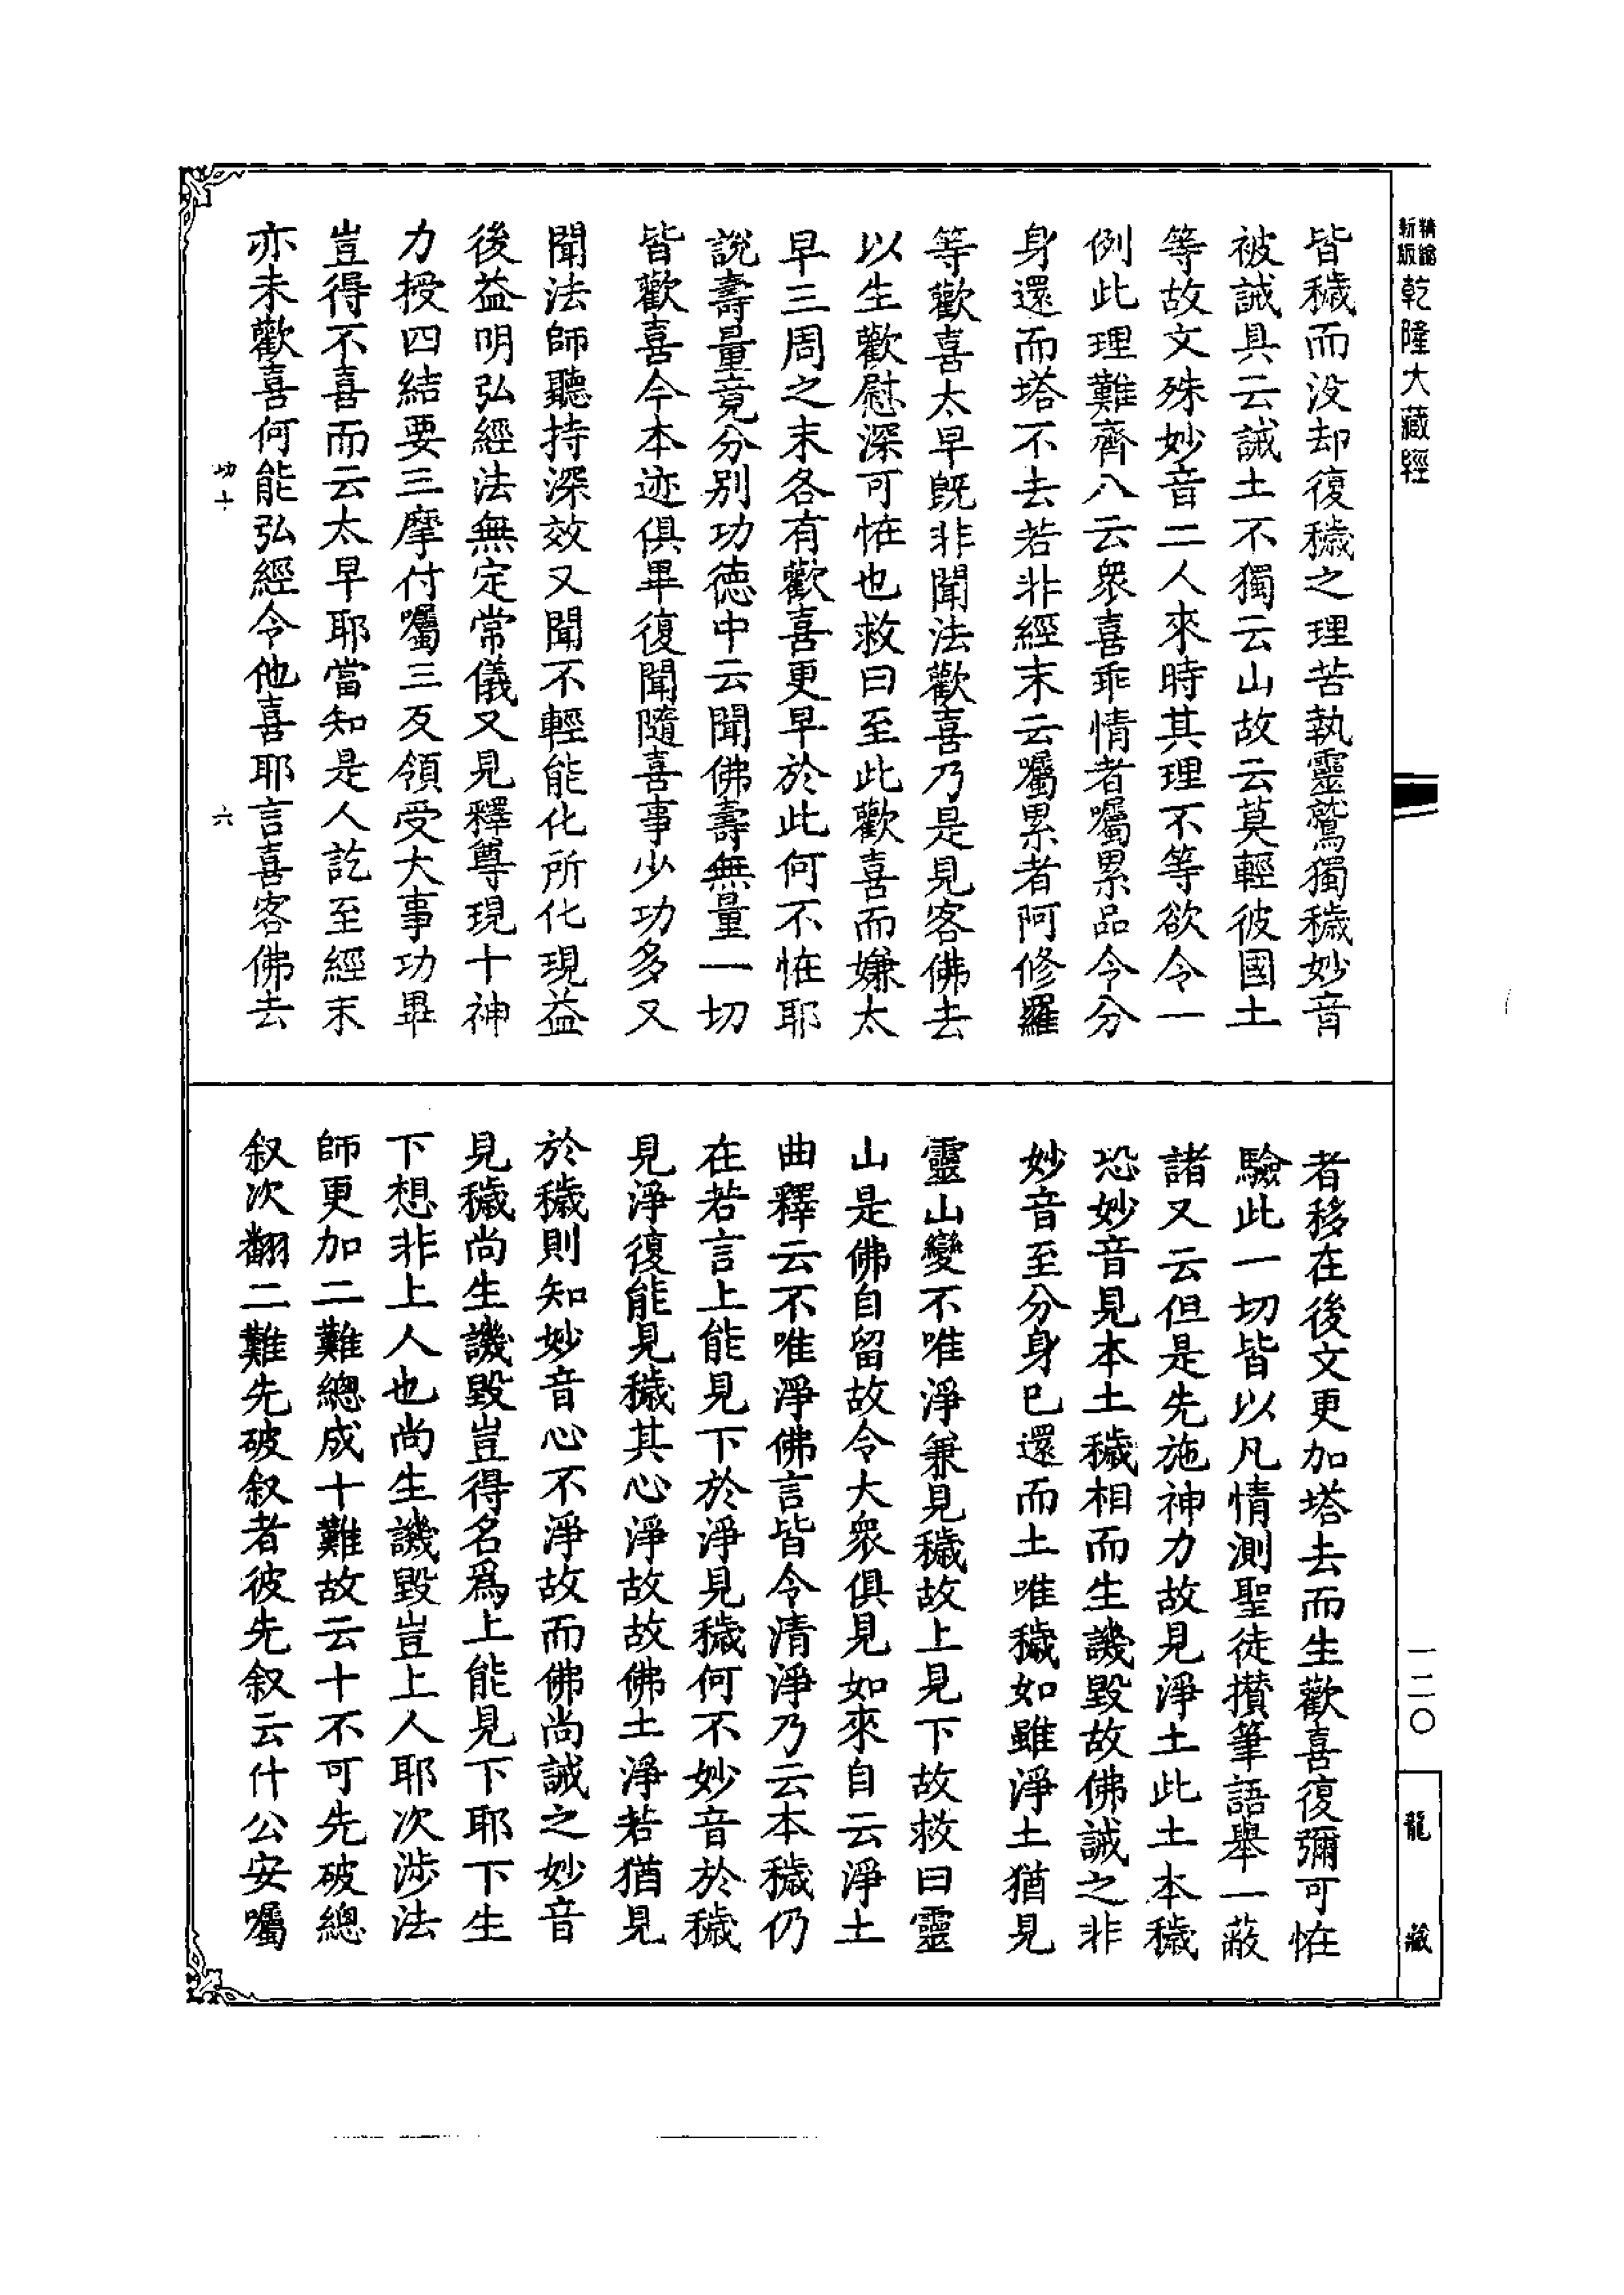 精縮
新版
乾隆大藏經
皆穢而没却復穢之理苦執靈鷲獨穢妙音
被誡具云誡土不獨云山故云莫輕彼國土
等故文殊妙音二人來時其理不等欲令一
例此理難齊八云衆喜乖情者囑累品令分
身還而塔不去若非經末云囑累者阿修羅
等歡喜太早既非聞法歡喜乃是見客佛去
以生歡慰深可怪也救曰至此歡喜而嫌太
早三周之末各有歡喜更早於此何不怪耶
說壽量竟分別功德中云聞佛壽無量一切
皆歡喜今本迹俱畢復聞隨喜事少功多又
聞法師聽持深效又聞不輕能化所化現益
後益明弘經法無定常儀又見釋尊現十神
力授四結要三摩付囑三反領受大事功畢
豈得不喜而云太早耶當知是人訖至經末
亦未歡喜何能弘經令他喜耶言喜客佛去
功十
六
者移在後文更加塔去而生歡喜復彌可怪
驗此一切皆以凡情測聖徒攢筆語舉一蔽
諸又云但是先施神力故見淨土此土本穢
恐妙音見本土穢相而生譏毀故佛誡之非
妙音至分身已還而土唯穢如雖淨土猶見
靈山變不唯淨兼見穢故上見下故救曰靈
山是佛自留故令大衆俱見如來自云淨土
曲釋云不唯淨佛言皆令清淨乃云本穢仍
在若言上能見下於淨見穢何不妙音於穢
見淨復能見穢其心淨故故佛土淨若猶見
於穢則知妙音心不淨故而佛尚誡之妙音
見穢尚生譏毀豈得名爲上能見下耶下生
下想非上人也尚生譏毀豈上人耶次涉法
師更加二難總成十難故云十不可先破總
叙次翻二難先破叙者彼先叙云什公安囑
一二〇
龍藏